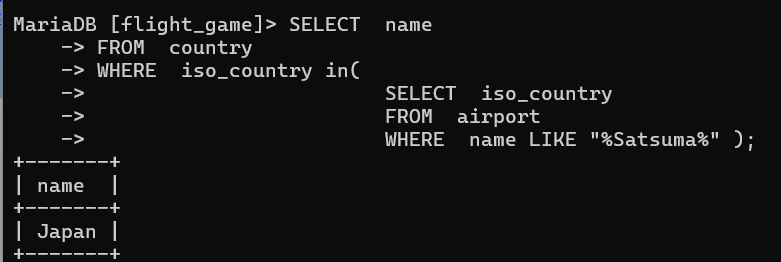 MariaDB [flight_game]> SELECT  name
    -> FROM  country
    -> WHERE  iso_country in(
    ->                         SELECT  iso_country
    ->                         FROM  airport
    ->                         WHERE  name LIKE "%Satsuma%" );
+-------+
| name  |
+-------+
| Japan |
+-------+